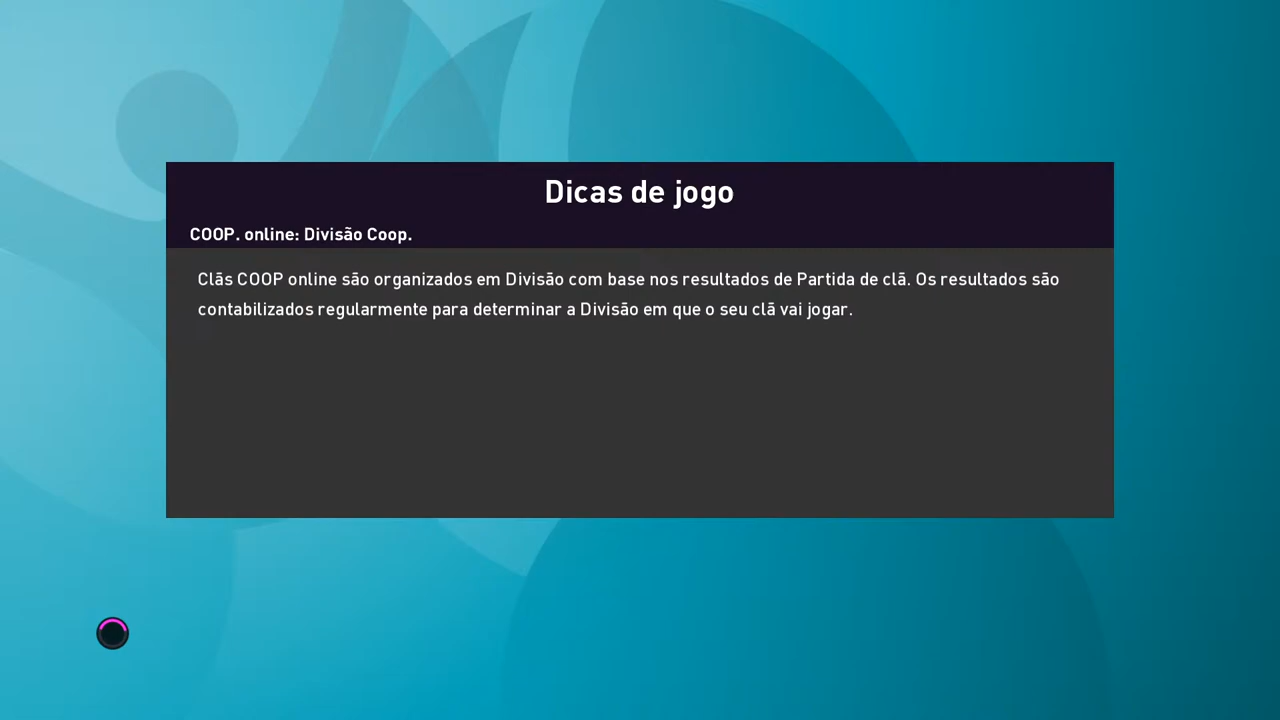 Dicas de jogo
COOP. online: Divisão Coop.
Clãs COOP online são organizados em Divisão com base nos resultados de Partida de clã. Os resultados são
contabilizados regularmente para determinar a Divisão em que o seu clã vai jogar.